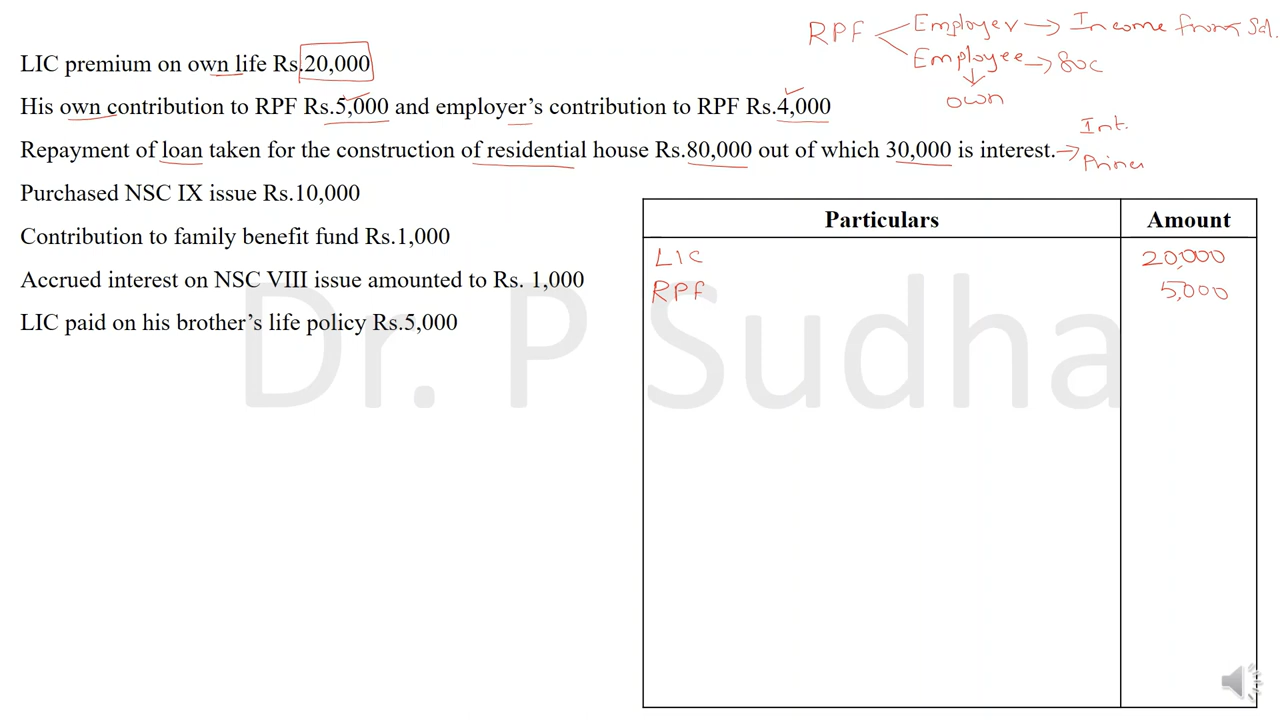 RPF
Employer → Income from Sal.
Employee → 80C
own
LIC premium on own life Rs.20,000
His own contribution to RPF Rs.5,000 and employer’s contribution to RPF Rs.4,000
Int.
Repayment of loan taken for the construction of residential house Rs.80,000 out of which 30,000 is interest. →
Princ
Purchased NSC IX issue Rs.10,000
Contribution to family benefit fund Rs.1,000
Accrued interest on NSC VIII issue amounted to Rs. 1,000
LIC paid on his brother’s life policy Rs.5,000
Particulars Amount
LIC 20,000
RPF 5,000
Dr. P Sudha